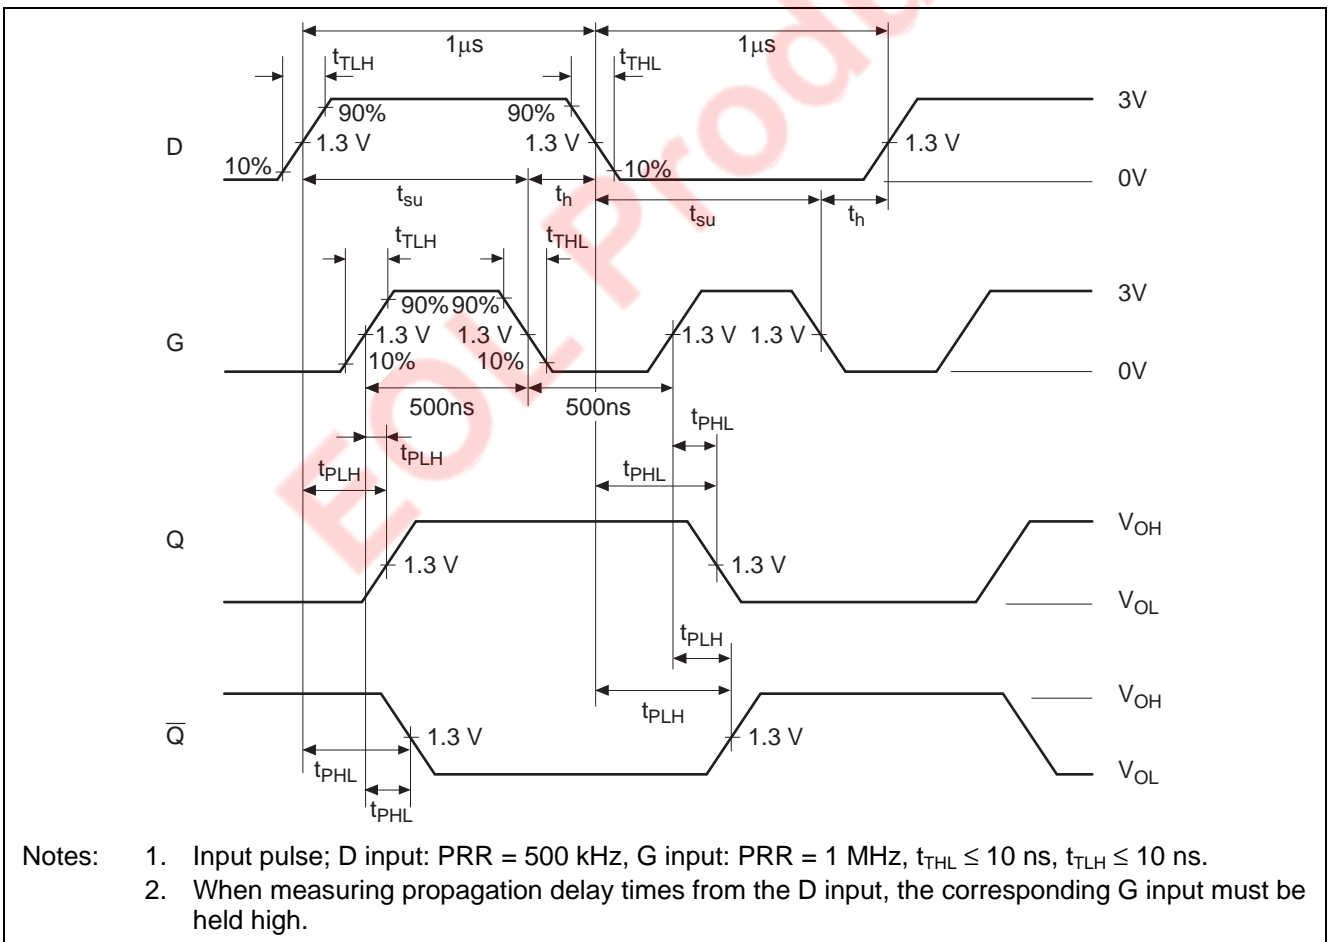 1μs 1μs
tTLH tTHL
90% 90% 3V
D 1.3 V 1.3 V 1.3 V
10% 10% 0V
tsu th tsu th
tTLH tTHL
90% 90% 3V
G 1.3 V 1.3 V 1.3 V 1.3 V
10% 10% 0V
500ns 500ns
tPHL
tPLH
tPLH tPHL
Q 1.3 V 1.3 V VOH
VOL
tPLH
tPLH VOH
Q̅ 1.3 V 1.3 V
tPHL VOL
tPHL
Notes: 1. Input pulse; D input: PRR = 500 kHz, G input: PRR = 1 MHz, tTHL ≤ 10 ns, tTLH ≤ 10 ns.
2. When measuring propagation delay times from the D input, the corresponding G input must be
held high.
EOL Produ